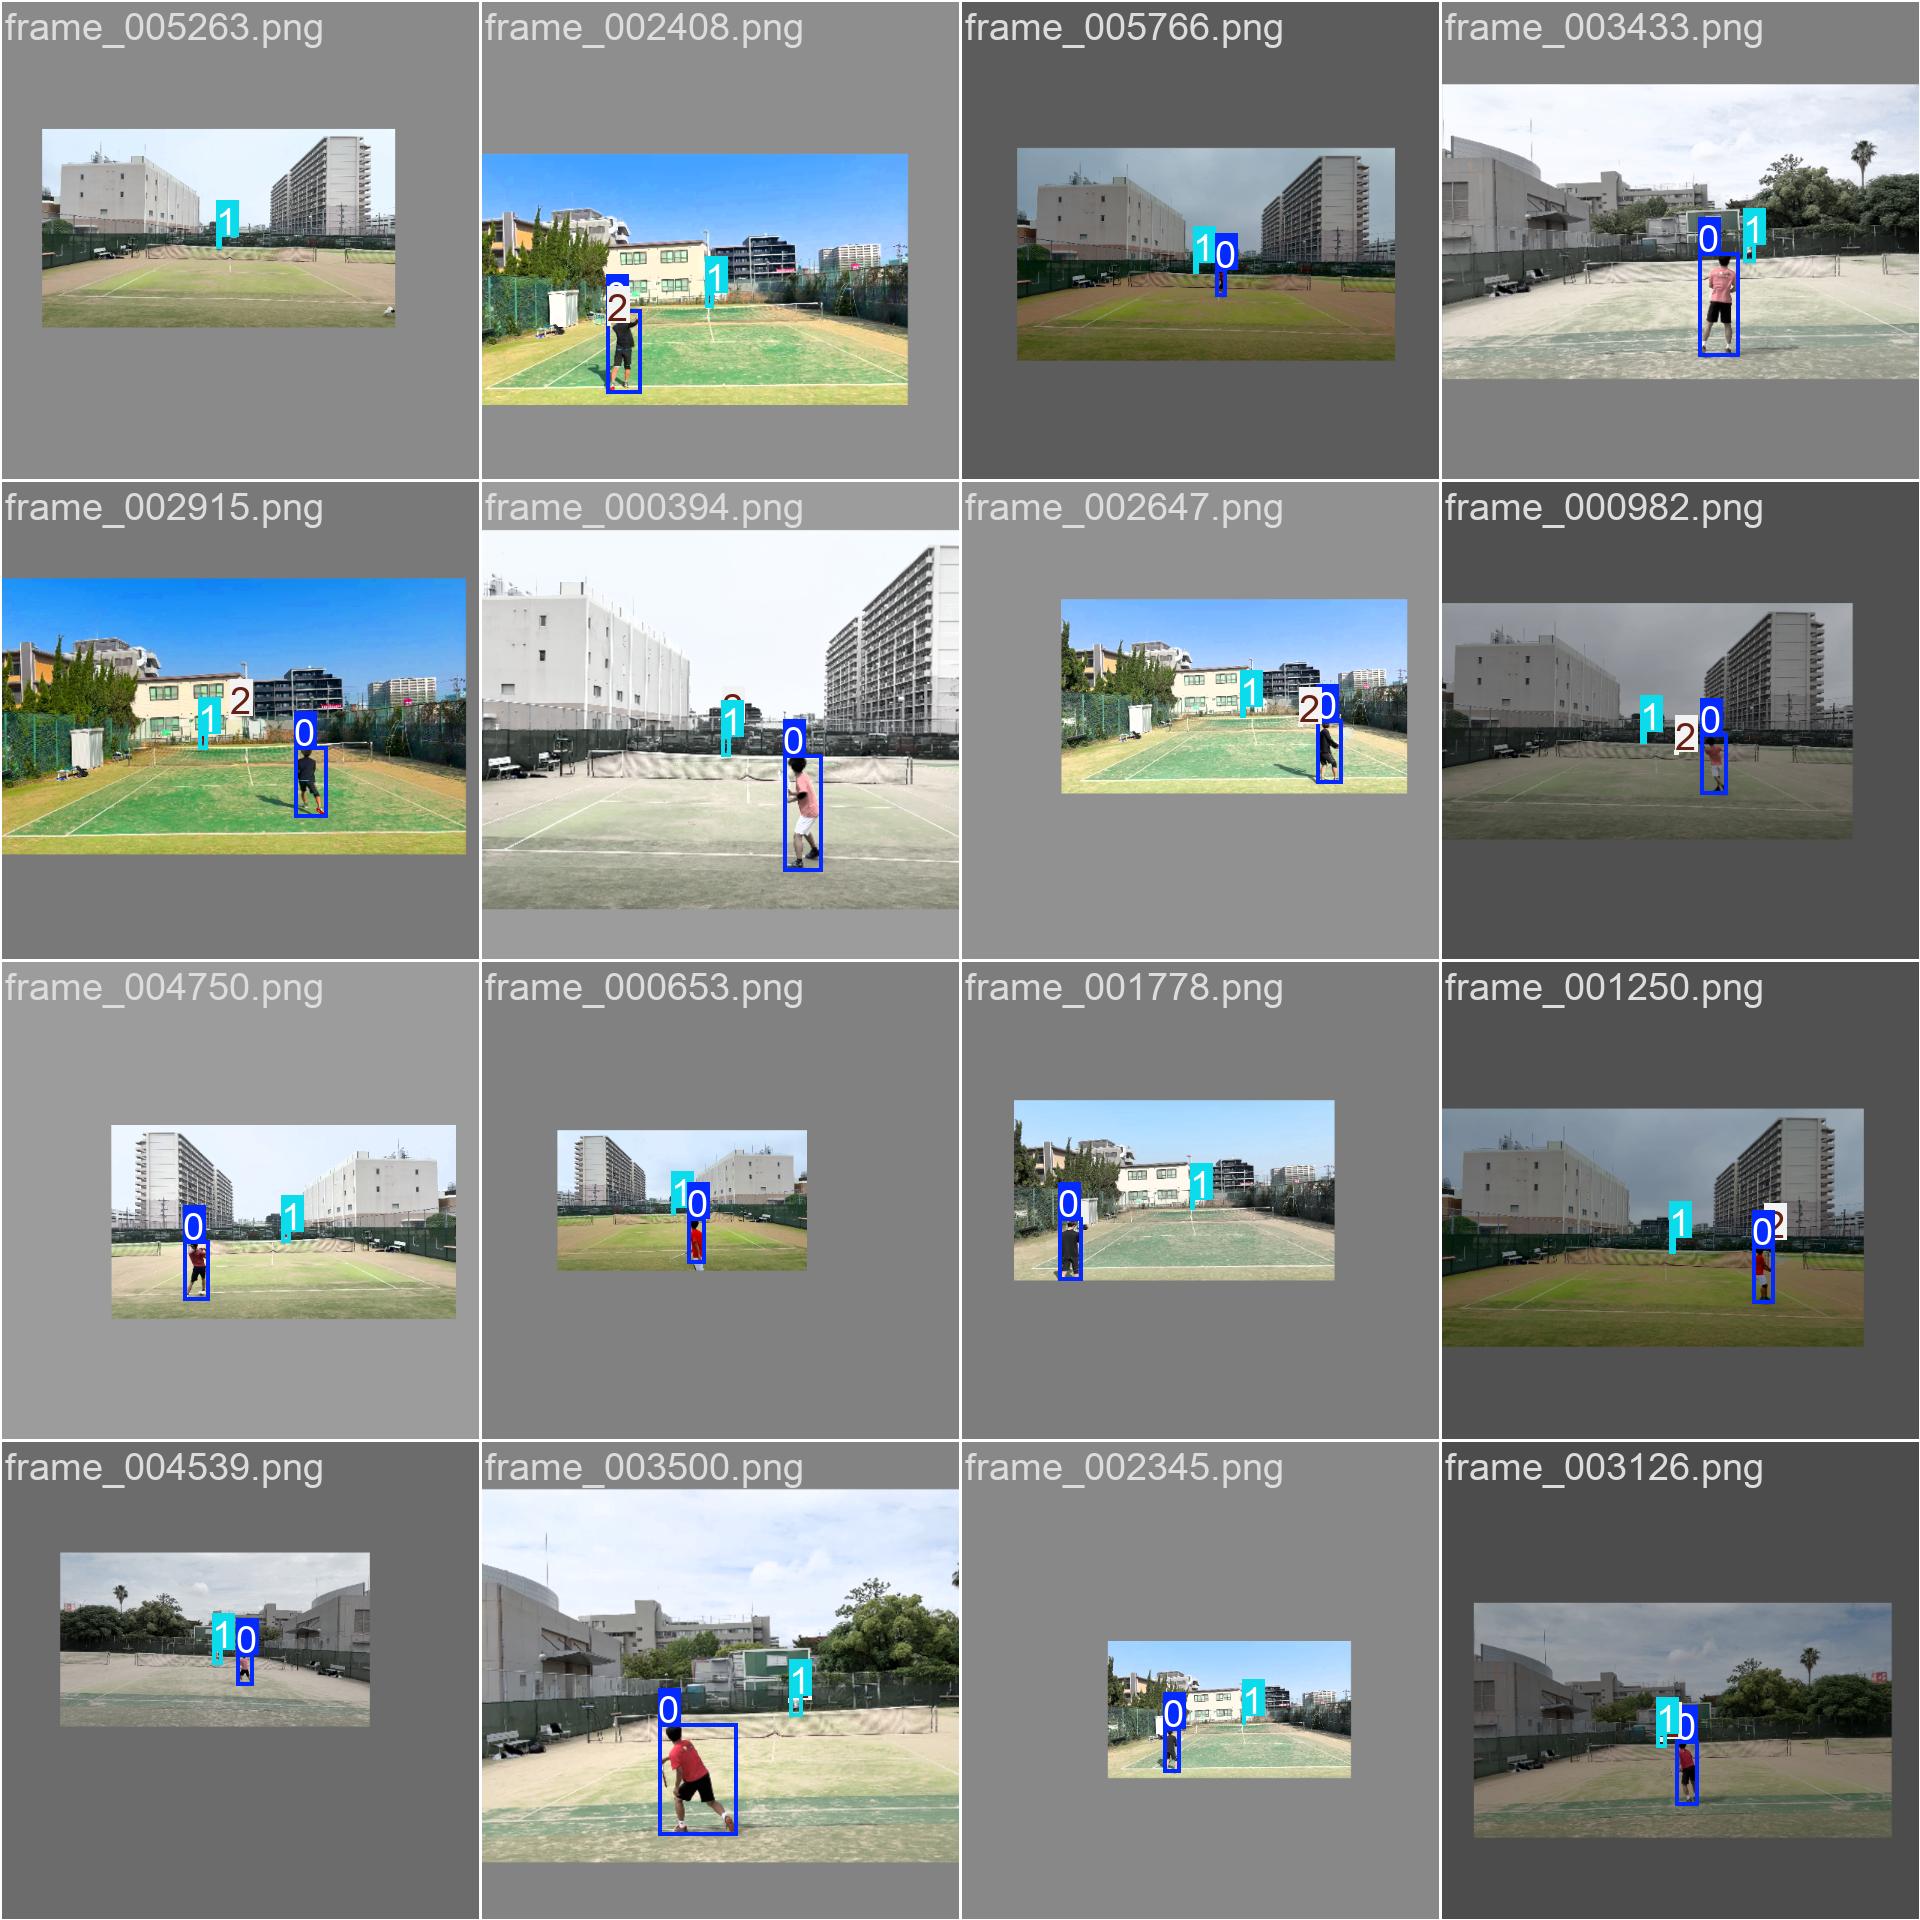 frame_005263.png
frame_002408.png
frame_005766.png
frame_003433.png
1
2
1
1
0
0
1
frame_002915.png
frame_000394.png
frame_002647.png
frame_000982.png
2
1
0
1
0
1
2
0
1
2
0
frame_004750.png
frame_000653.png
frame_001778.png
frame_001250.png
0
1
1
0
0
1
1
0
frame_004539.png
frame_003500.png
frame_002345.png
frame_003126.png
1
0
0
1
0
1
1
0